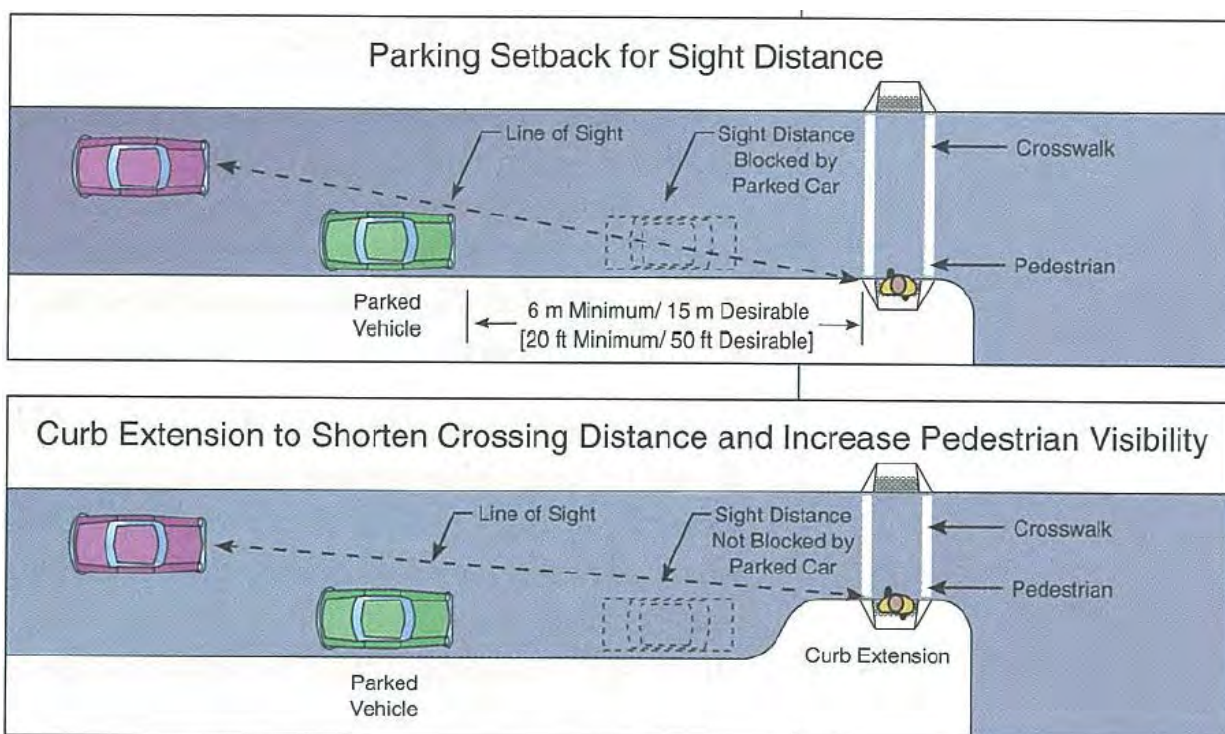 Parking Setback for Sight Distance
Line of Sight
Sight Distance
Blocked by
Parked Car
Crosswalk
Pedestrian
Parked
Vehicle
6 m Minimum/ 15 m Desirable
[20 ft Minimum/ 50 ft Desirable]
Curb Extension to Shorten Crossing Distance and Increase Pedestrian Visibility
Line of Sight
Sight Distance
Not Blocked by
Parked Car
Crosswalk
Pedestrian
Curb Extension
Parked
Vehicle